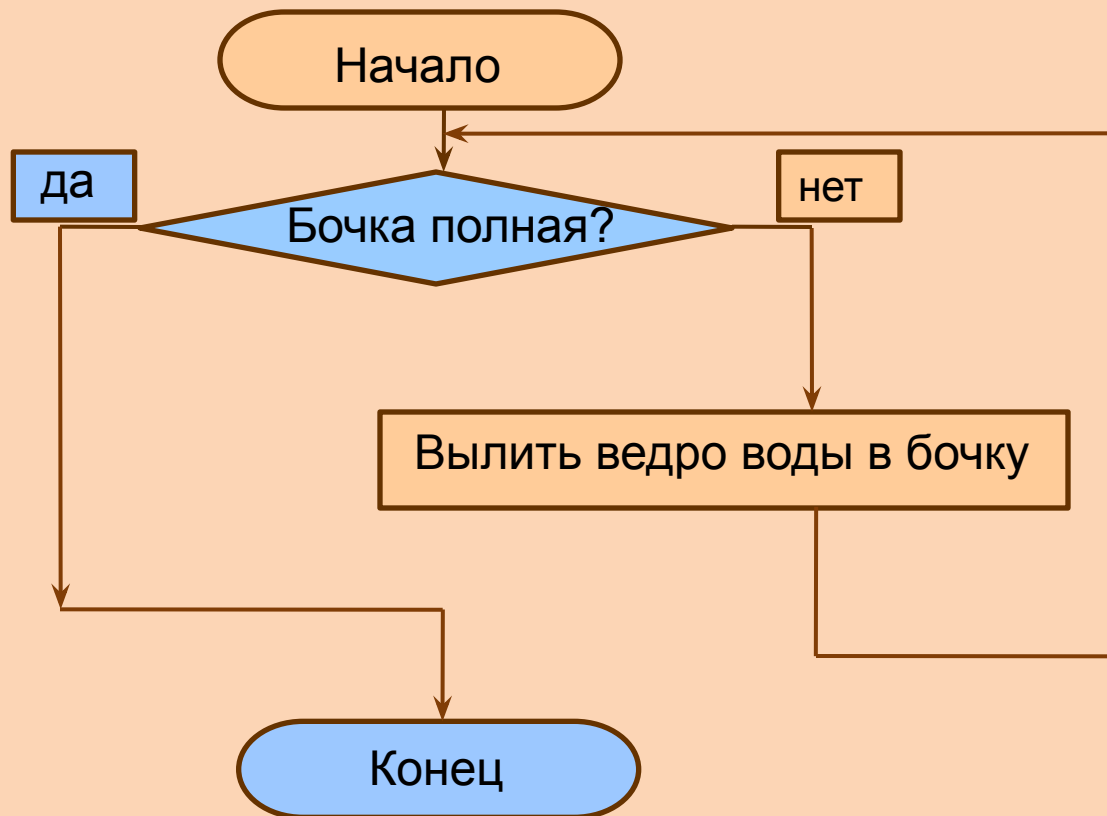 Начало
да
нет
Бочка полная?
Вылить ведро воды в бочку
Конец